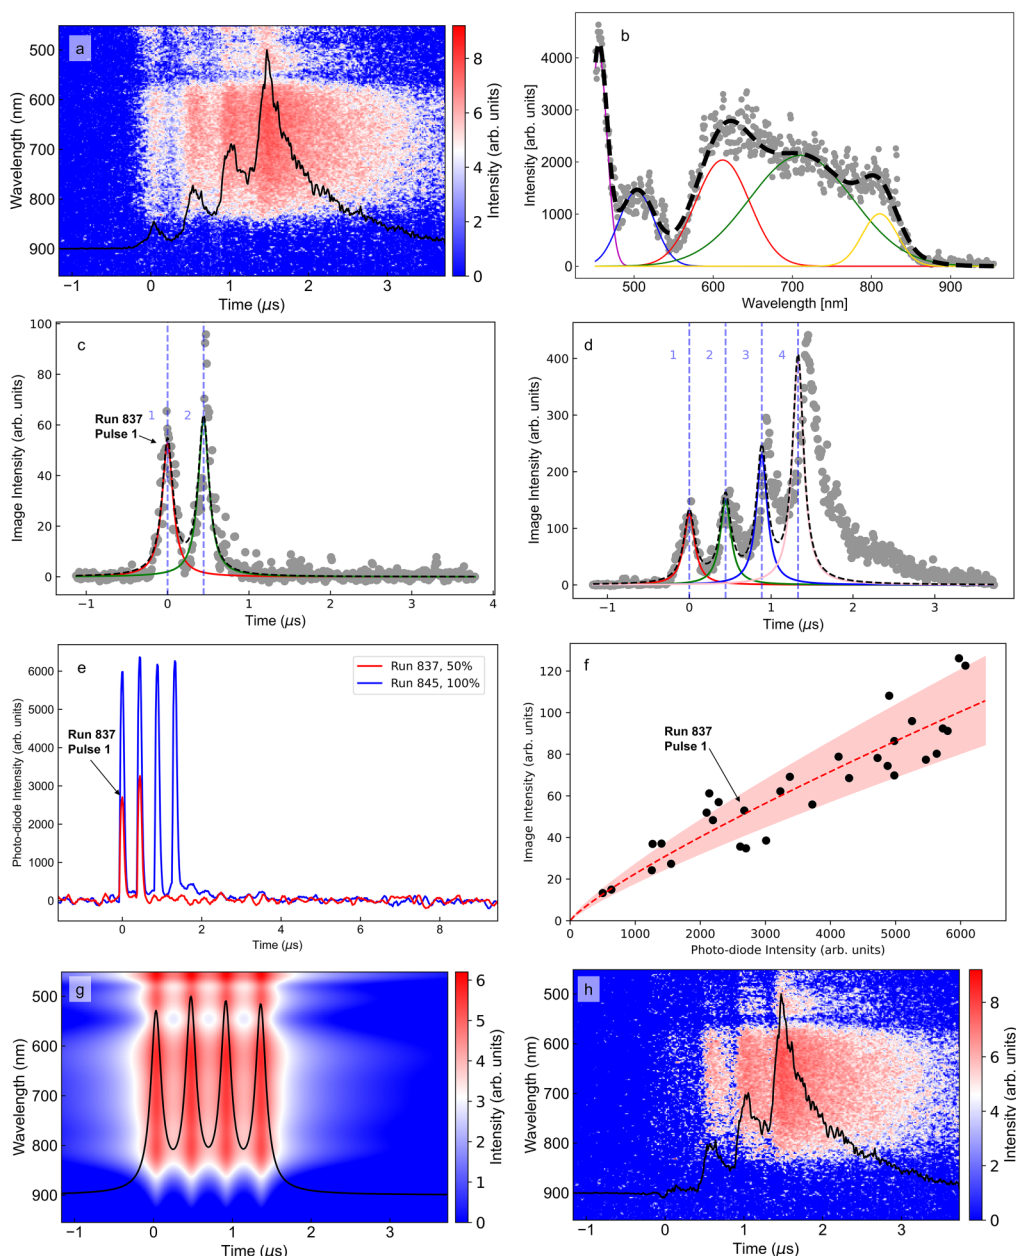 a
500
600
700
800
900
Wavelength (nm)
-1 0 1 2 3
Time (μs)
8
6
4
2
0
Intensity (arb. units)
b
4000
3000
2000
1000
0
Intensity [arb. units]
500 600 700 800 900
Wavelength [nm]
c
100
80
60
40
20
0
Image Intensity (arb. units)
1 2
Run 837
Pulse 1
−1 0 1 2 3 4
Time (μs)
d
400
300
200
100
0
Image Intensity (arb. units)
1 2 3 4
−1 0 1 2 3
Time (μs)
e
6000
5000
4000
3000
2000
1000
0
Photo-diode Intensity (arb. units)
Run 837, 50%
Run 845, 100%
Run 837
Pulse 1
0 2 4 6 8
Time (μs)
f
120
100
80
60
40
20
0
Image Intensity (arb. units)
Run 837
Pulse 1
0 1000 2000 3000 4000 5000 6000
Photo-diode Intensity (arb. units)
g
500
600
700
800
900
Wavelength (nm)
-1 0 1 2 3
Time (μs)
6
5
4
3
2
1
0
Intensity (arb. units)
h
500
600
700
800
900
Wavelength (nm)
-1 0 1 2 3
Time (μs)
8
6
4
2
0
Intensity (arb. units)